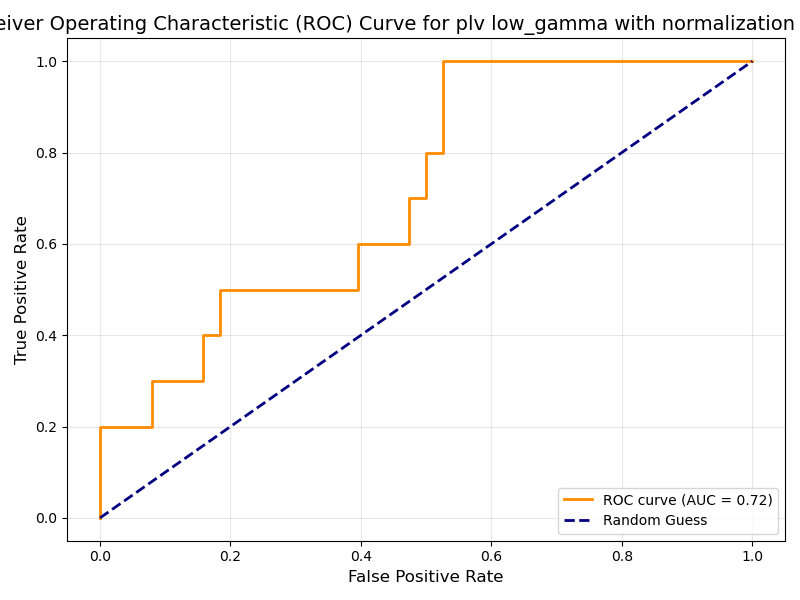 eiver Operating Characteristic (ROC) Curve for plv low_gamma with normalization
1.0
0.8
0.6
0.4
0.2
0.0
True Positive Rate
0.0 0.2 0.4 0.6 0.8 1.0
False Positive Rate
ROC curve (AUC = 0.72)
Random Guess